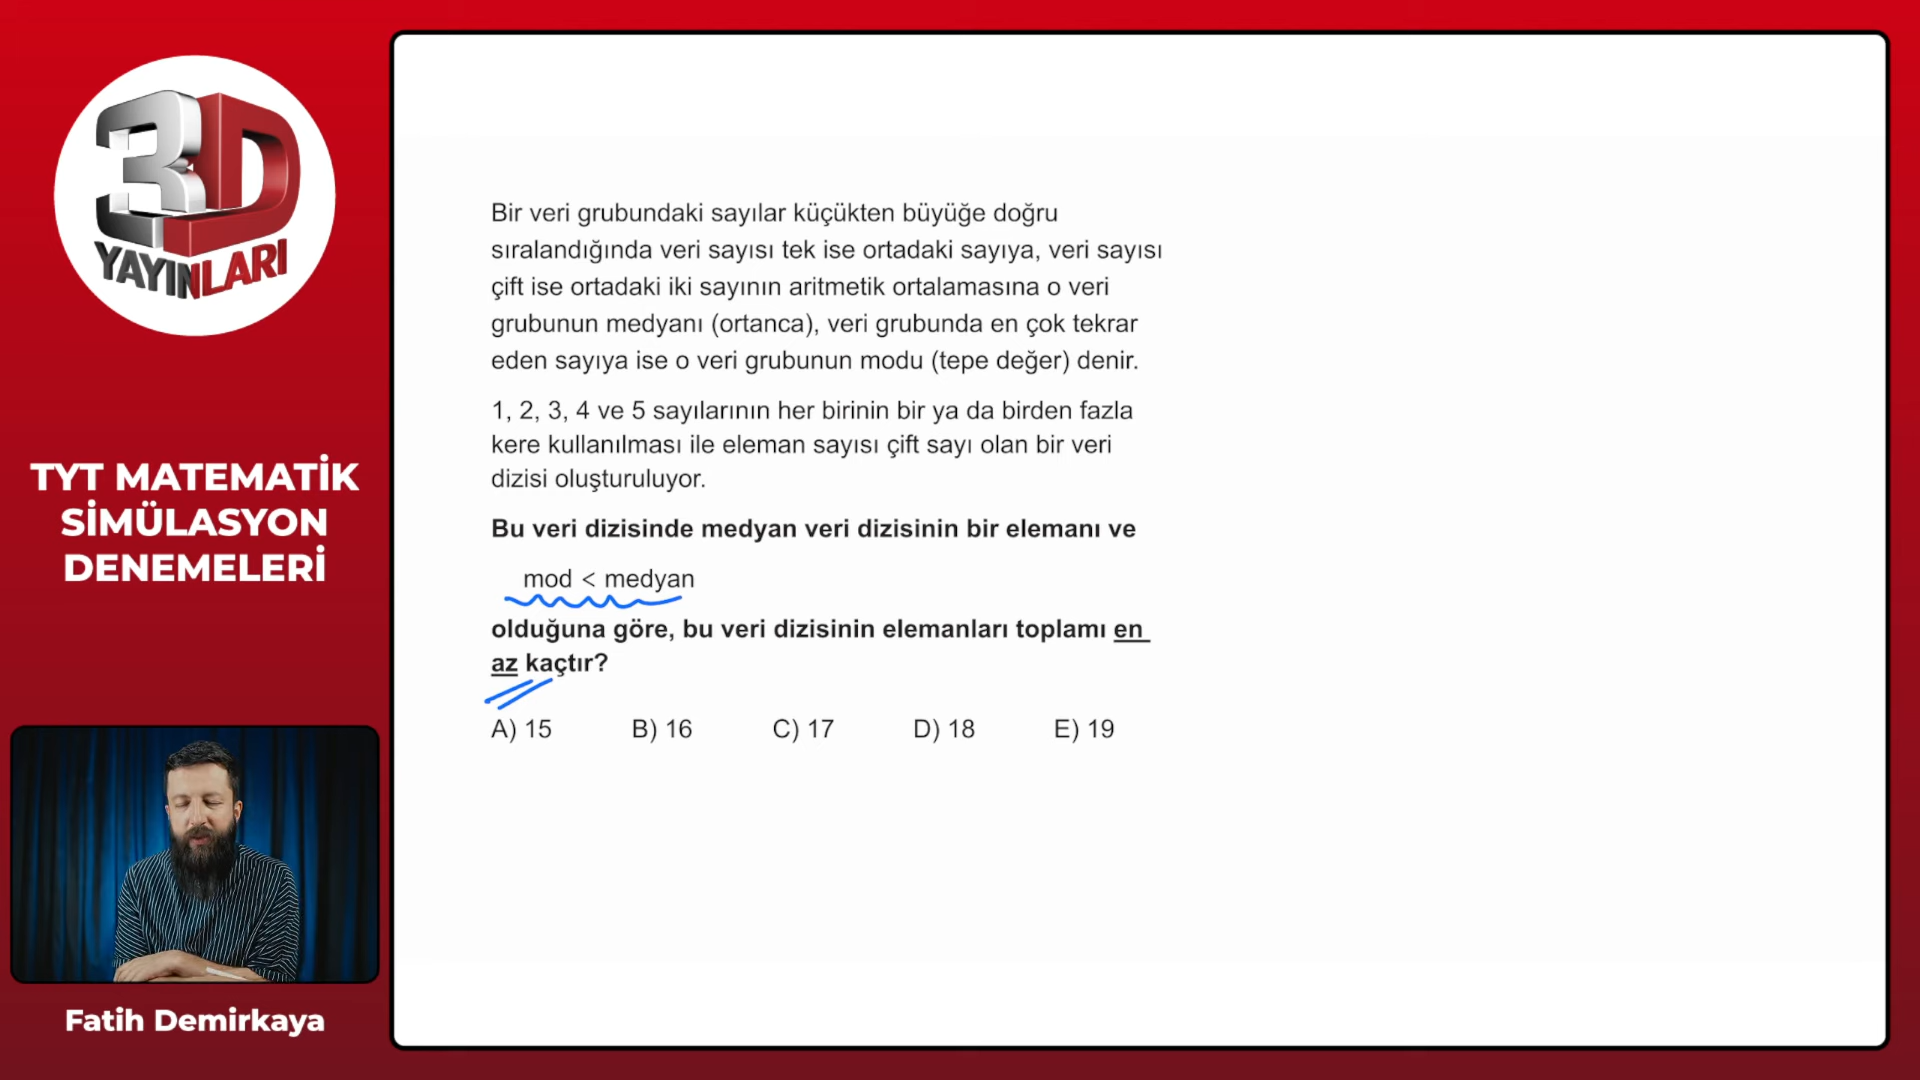 3D
YAYINLARI
TYT MATEMATİK
SİMÜLASYON
DENEMELERİ
Fatih Demirkaya
Bir veri grubundaki sayılar küçükten büyüğe doğru
sıralandığında veri sayısı tek ise ortadaki sayıya, veri sayısı
çift ise ortadaki iki sayının aritmetik ortalamasına o veri
grubunun medyanı (ortanca), veri grubunda en çok tekrar
eden sayıya ise o veri grubunun modu (tepe değer) denir.
1, 2, 3, 4 ve 5 sayılarının her birinin bir ya da birden fazla
kere kullanılması ile eleman sayısı çift sayı olan bir veri
dizisi oluşturuluyor.
Bu veri dizisinde medyan veri dizisinin bir elemanı ve
mod < medyan
olduğuna göre, bu veri dizisinin elemanları toplamı en
az kaçtır?
A) 15 B) 16 C) 17 D) 18 E) 19